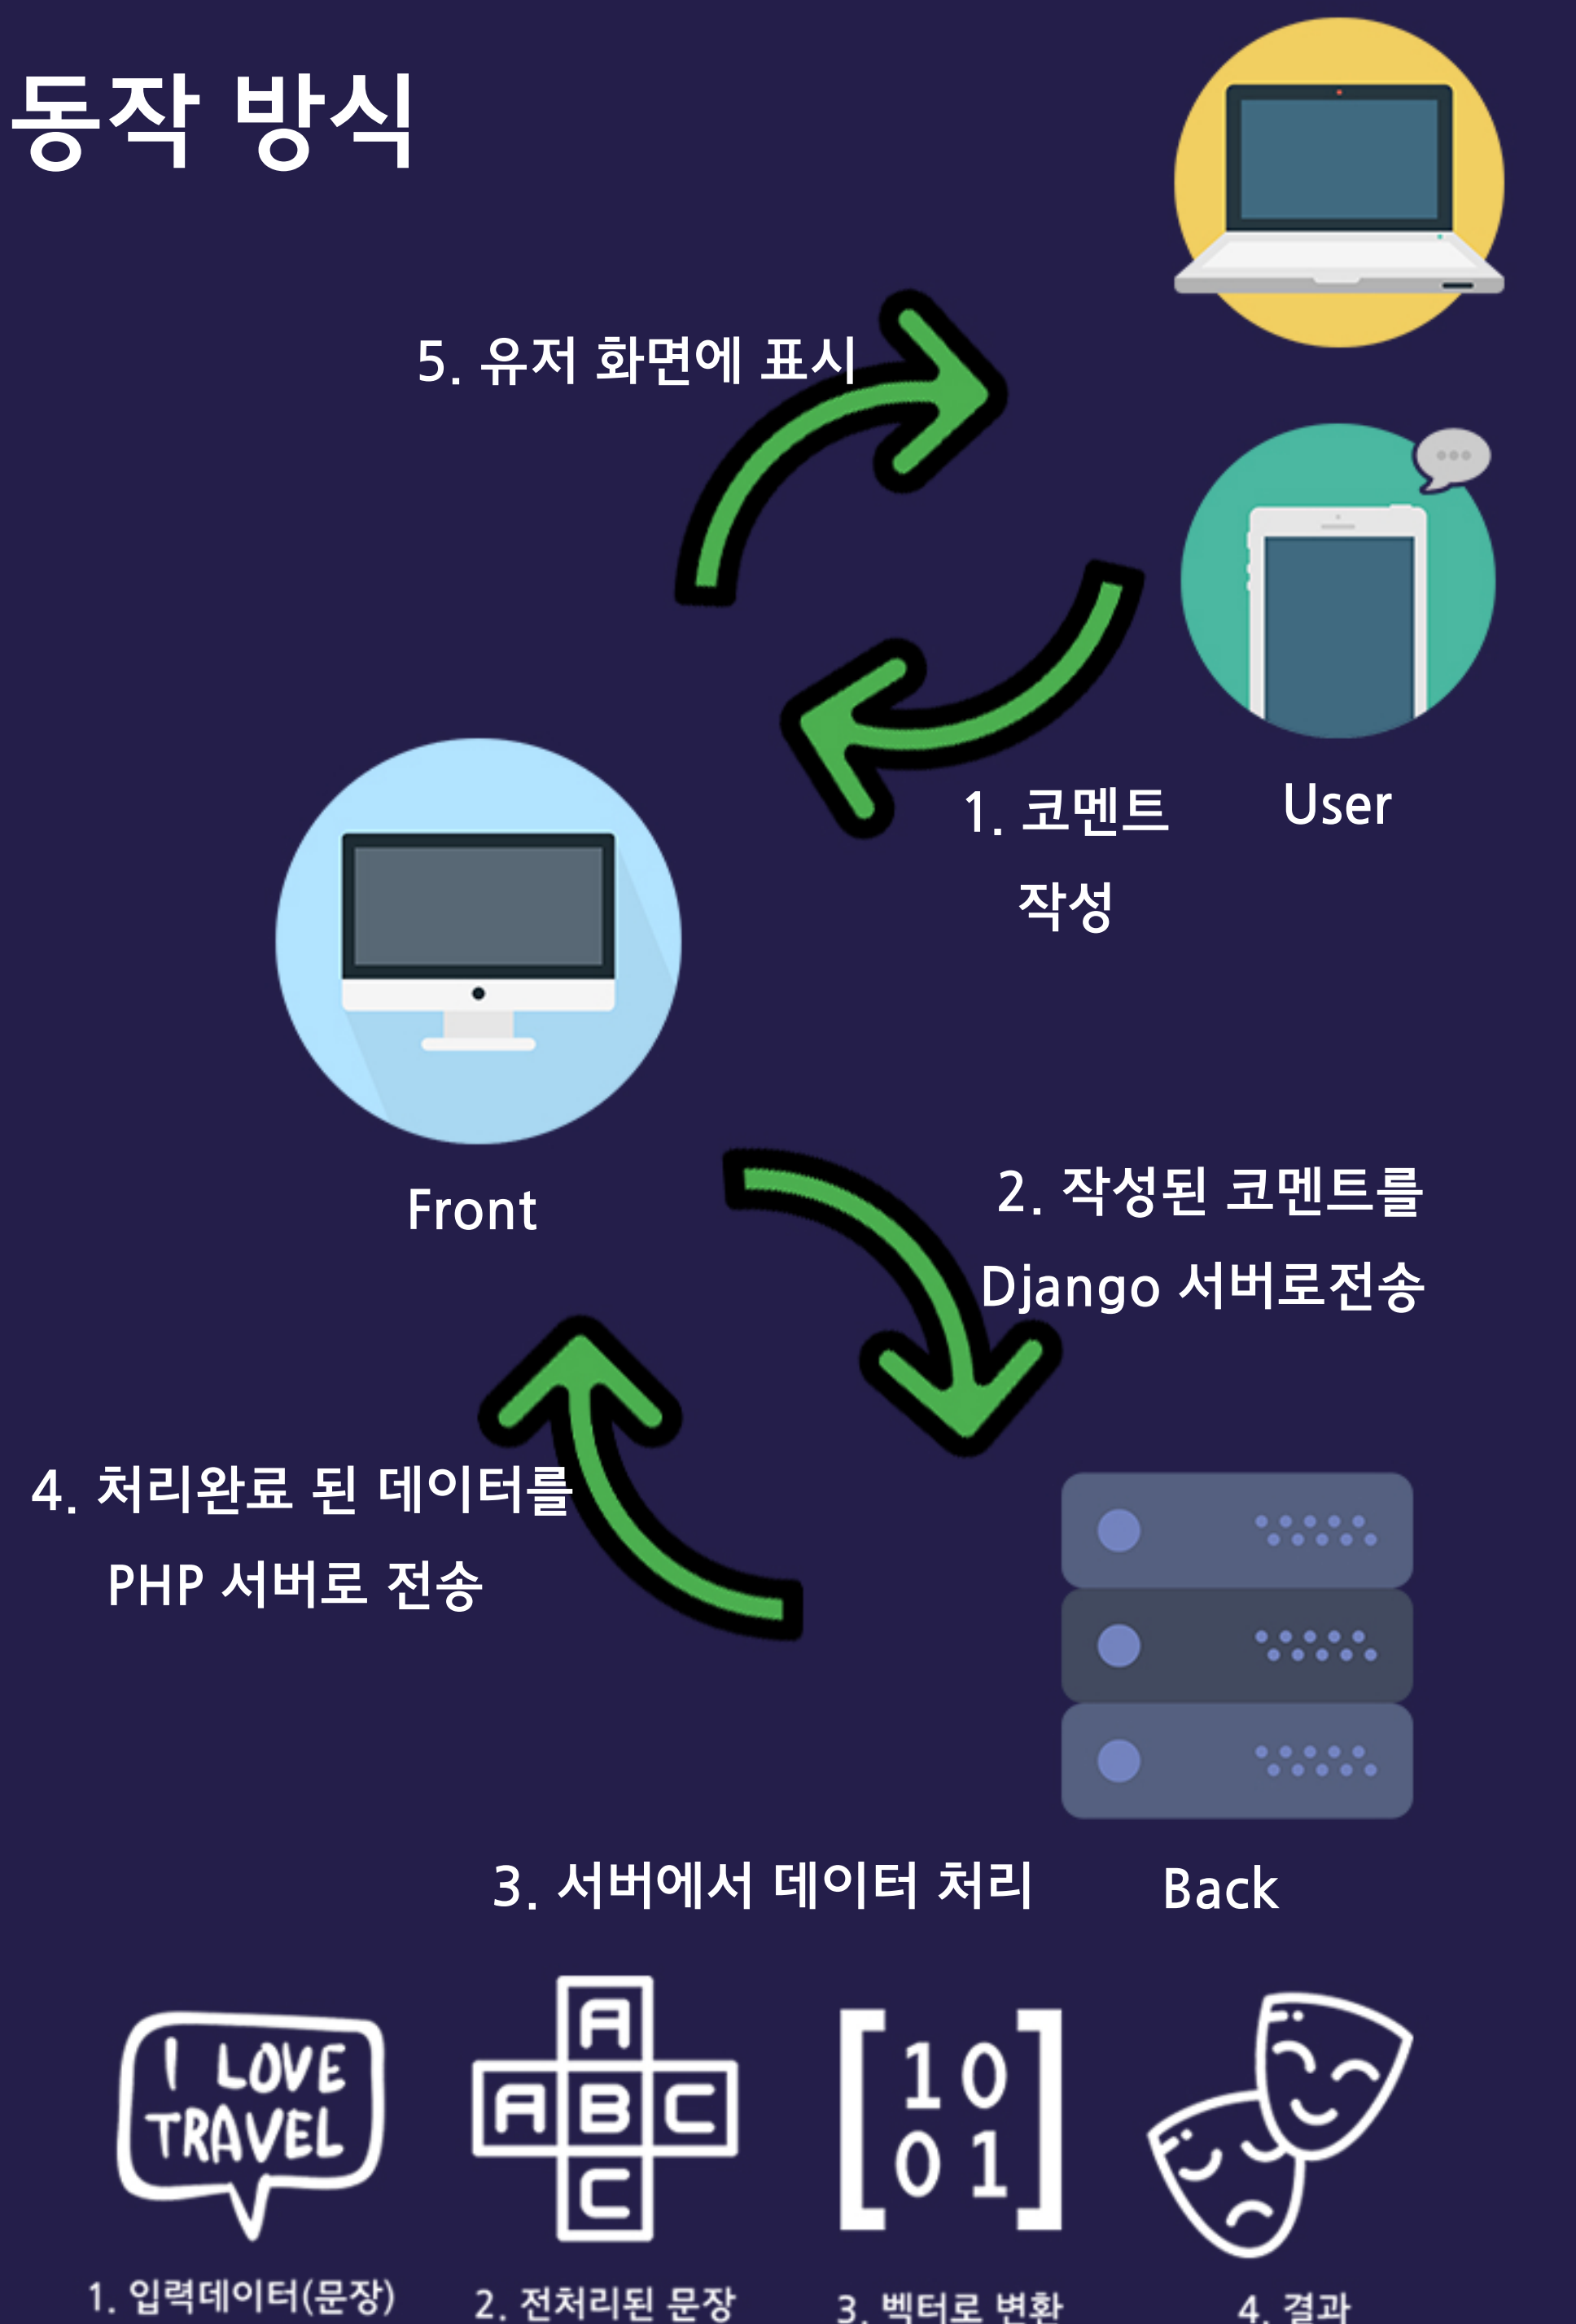 동작 방식
5. 유저 화면에 표시
1. 코멘트
작성
User
Front
2. 작성된 코멘트를
Django 서버로전송
4. 처리완료 된 데이터를
PHP 서버로 전송
3. 서버에서 데이터 처리
Back
I LOVE
TRAVEL
A
A B C
C
10
01
1. 입력데이터(문장)
2. 전처리된 문장
3. 벡터로 변환
4. 결과